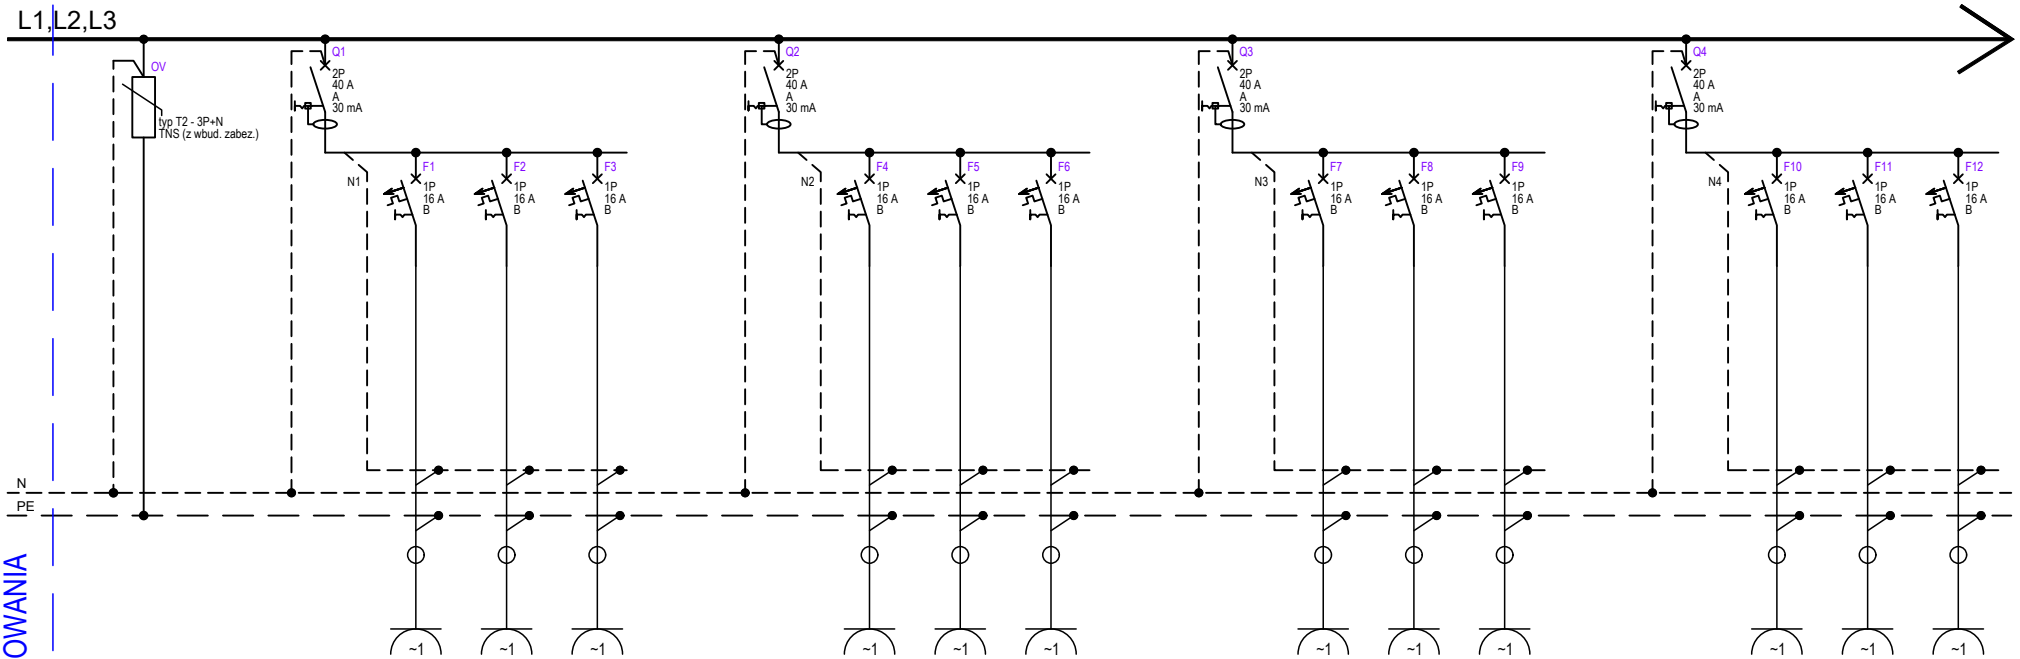 L1,L2,L3
OV
typ T2 - 3P+N
TNS (z wbud. zabez.)
Q1
2P
40 A
A
30 mA
N1
F1
1P
16 A
B
F2
1P
16 A
B
F3
1P
16 A
B
Q2
2P
40 A
A
30 mA
N2
F4
1P
16 A
B
F5
1P
16 A
B
F6
1P
16 A
B
Q3
2P
40 A
A
30 mA
N3
F7
1P
16 A
B
F8
1P
16 A
B
F9
1P
16 A
B
Q4
2P
40 A
A
30 mA
N4
F10
1P
16 A
B
F11
1P
16 A
B
F12
1P
16 A
B
N
PE
OWANIA
~1
~1
~1
~1
~1
~1
~1
~1
~1
~1
~1
~1